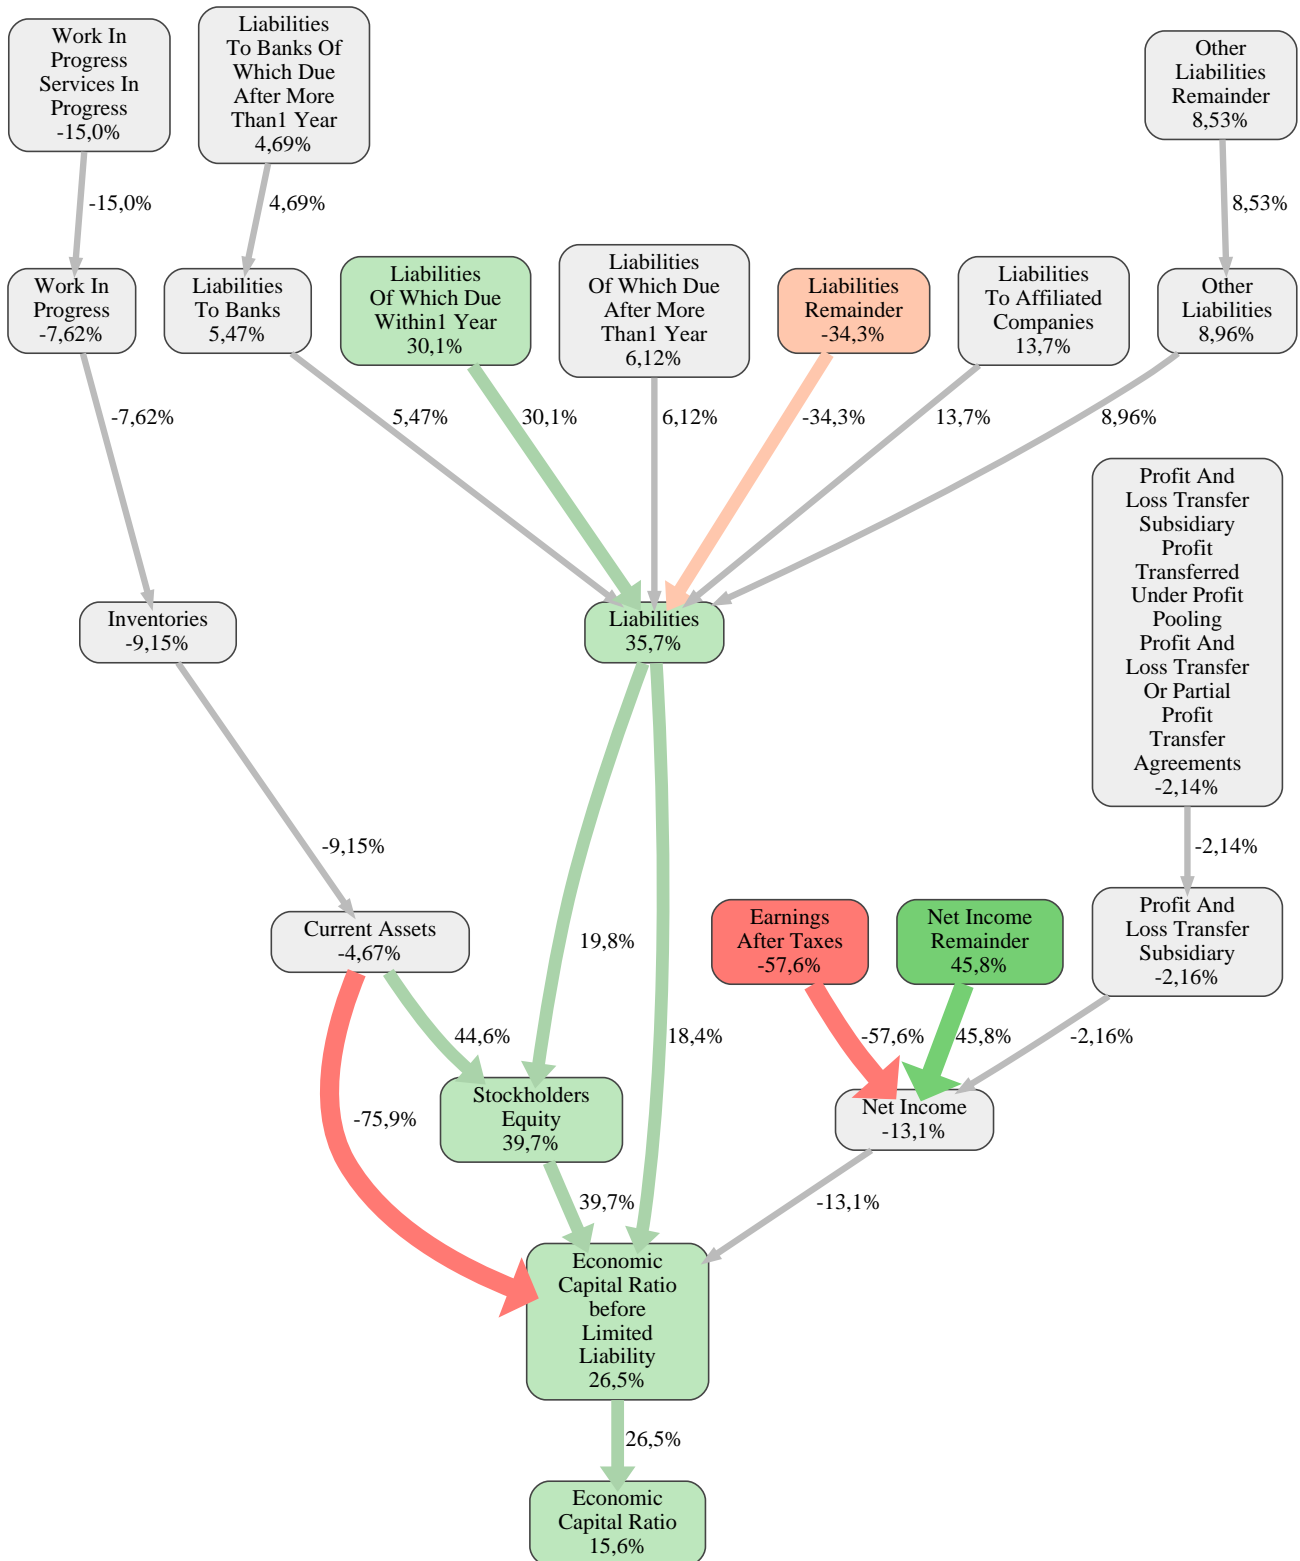 Work In
Progress
Services In
Progress
-15,0%
Liabilities
To Banks Of
Which Due
After More
Than1 Year
4,69%
Other
Liabilities
Remainder
8,53%
-15,0%
4,69%
8,53%
Work In
Progress
-7,62%
Liabilities
To Banks
5,47%
Liabilities
Of Which Due
Within1 Year
30,1%
Liabilities
Of Which Due
After More
Than1 Year
6,12%
Liabilities
Remainder
-34,3%
Liabilities
To Affiliated
Companies
13,7%
Other
Liabilities
8,96%
-7,62%
5,47%
30,1%
6,12%
-34,3%
13,7%
8,96%
Profit And
Loss Transfer
Subsidiary
Profit
Transferred
Under Profit
Pooling
Profit And
Loss Transfer
Or Partial
Profit
Transfer
Agreements
-2,14%
Inventories
-9,15%
Liabilities
35,7%
-9,15%
-2,14%
Current Assets
-4,67%
19,8%
Earnings
After Taxes
-57,6%
Net Income
Remainder
45,8%
Profit And
Loss Transfer
Subsidiary
-2,16%
44,6%
18,4%
-57,6%
45,8%
-2,16%
-75,9%
Stockholders
Equity
39,7%
Net Income
-13,1%
39,7%
-13,1%
Economic
Capital Ratio
before
Limited
Liability
26,5%
26,5%
Economic
Capital Ratio
15,6%